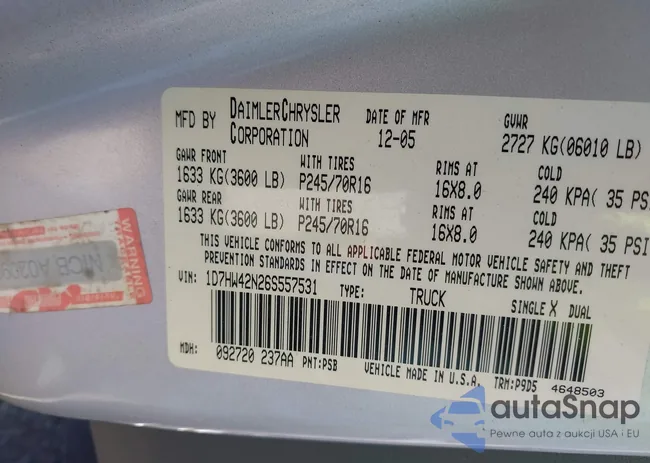 MFD BY DAIMLERCHRYSLER CORPORATION DATE OF MFR 12-05 GVWR 2727 KG(06010 LB)
GAWR FRONT WITH TIRES RIMS AT COLD
1633 KG(3600 LB) P245/70R16 16X8.0 240 KPA( 35 PSI
GAWR REAR WITH TIRES RIMS AT COLD
1633 KG(3600 LB) P245/70R16 16X8.0 240 KPA( 35 PSI
THIS VEHICLE CONFORMS TO ALL APPLICABLE FEDERAL MOTOR VEHICLE SAFETY AND THEFT
PREVENTION STANDARDS IN EFFECT ON THE DATE OF MANUFACTURE SHOWN ABOVE.
VIN: 1D7HW42N26S557531 TYPE: TRUCK SINGLE X DUAL
MDH: 092720 237AA PNT:PSB VEHICLE MADE IN U.S.A. TRM:P9D5 4648503
WARNING
NICB
autaSnap
Pewne auta z aukcji USA i EU